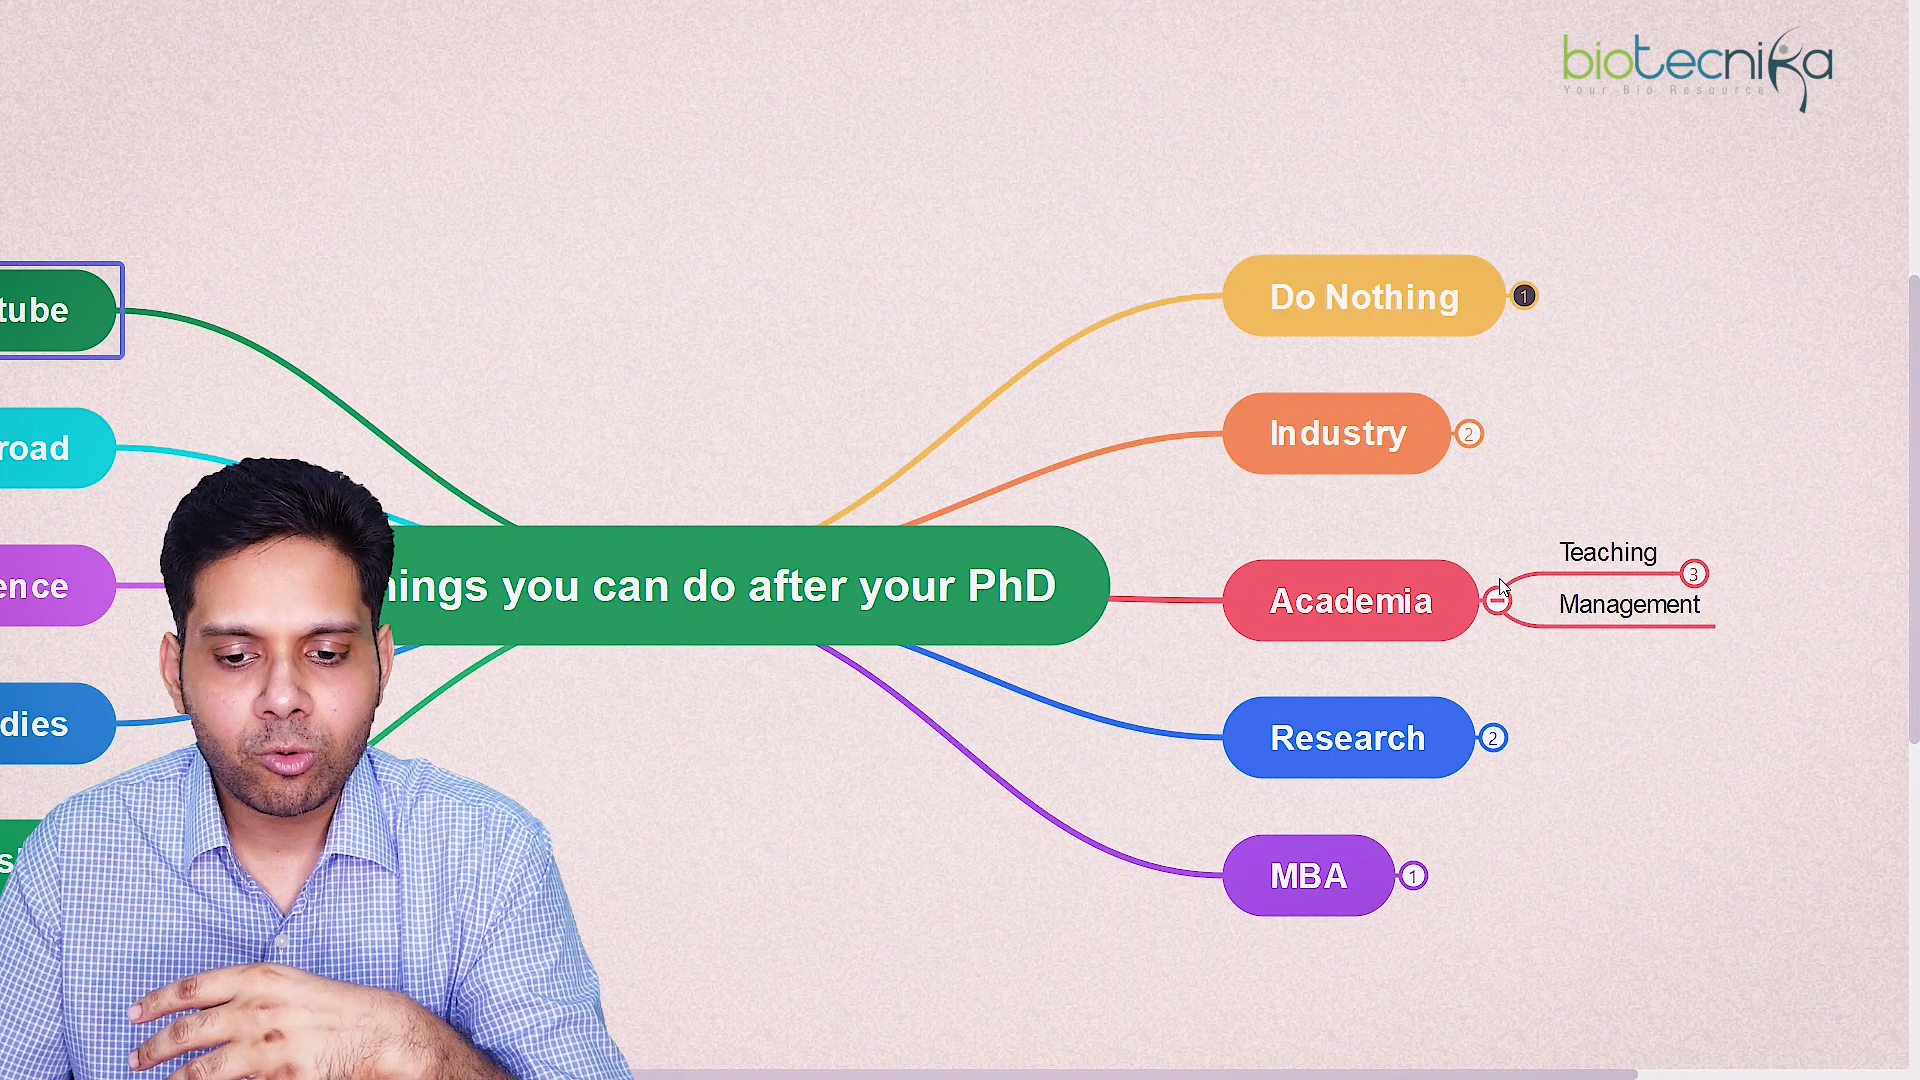 biotecnika
Your Bio Resource
tube
Do Nothing
1
road
Industry
2
ence
hings you can do after your PhD
Academia
Teaching
3
Management
dies
Research
2
MBA
1